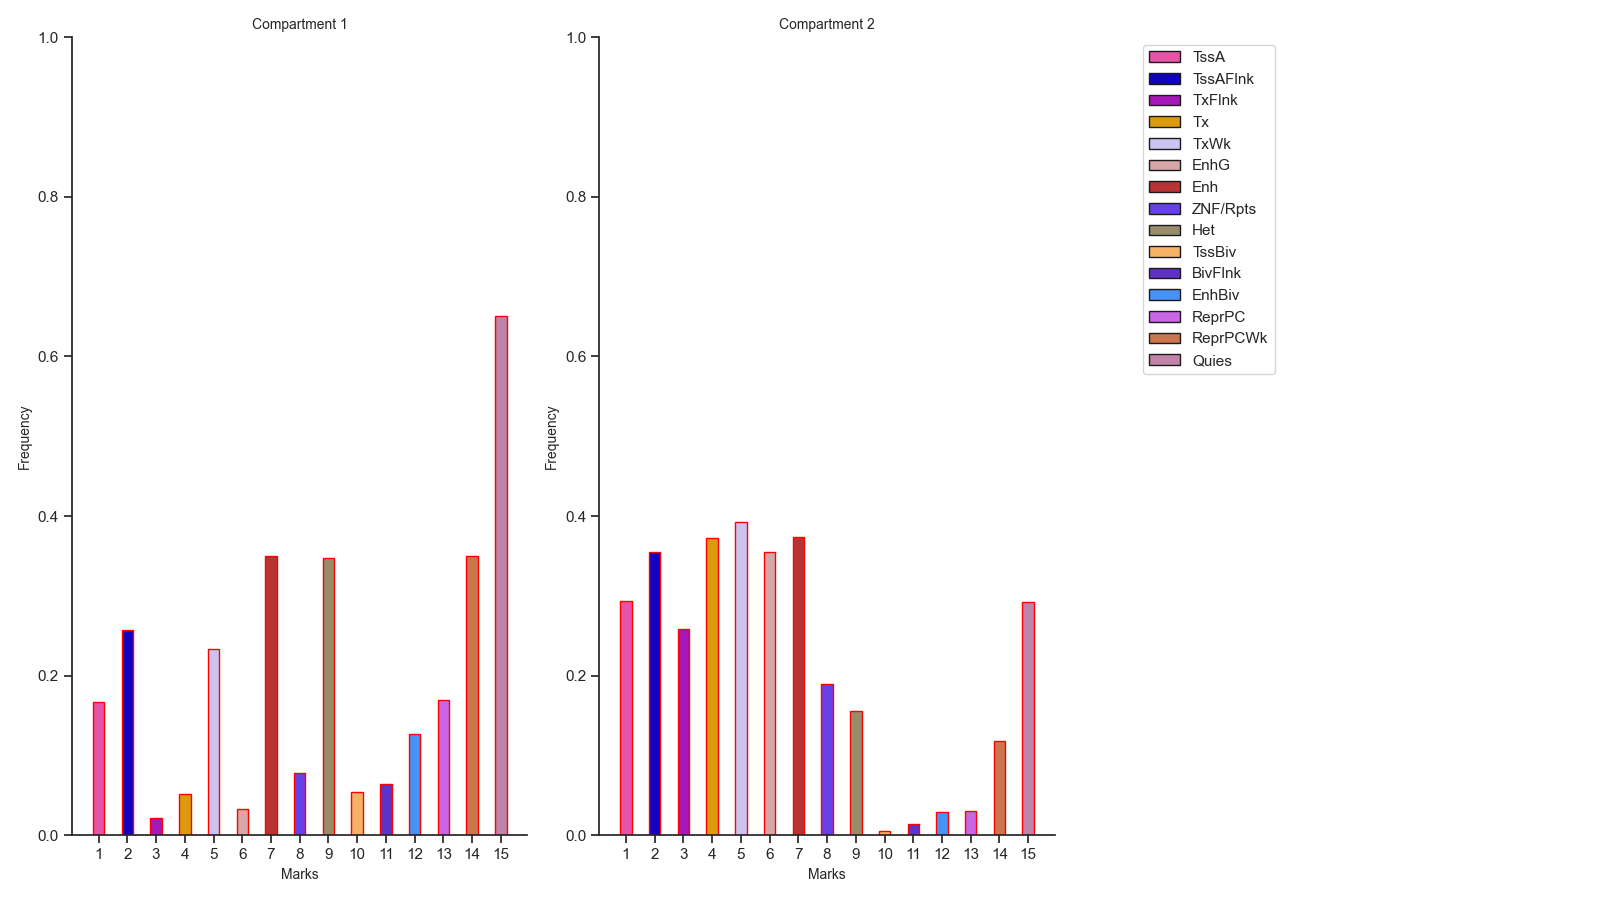 Compartment 1
1.0
0.8
0.6
0.4
0.2
0.0
Frequency
1 2 3 4 5 6 7 8 9 10 11 12 13 14 15
Marks
Compartment 2
1.0
0.8
0.6
0.4
0.2
0.0
Frequency
1 2 3 4 5 6 7 8 9 10 11 12 13 14 15
Marks
TssA
TssAFlnk
TxFlnk
Tx
TxWk
EnhG
Enh
ZNF/Rpts
Het
TssBiv
BivFlnk
EnhBiv
ReprPC
ReprPCWk
Quies